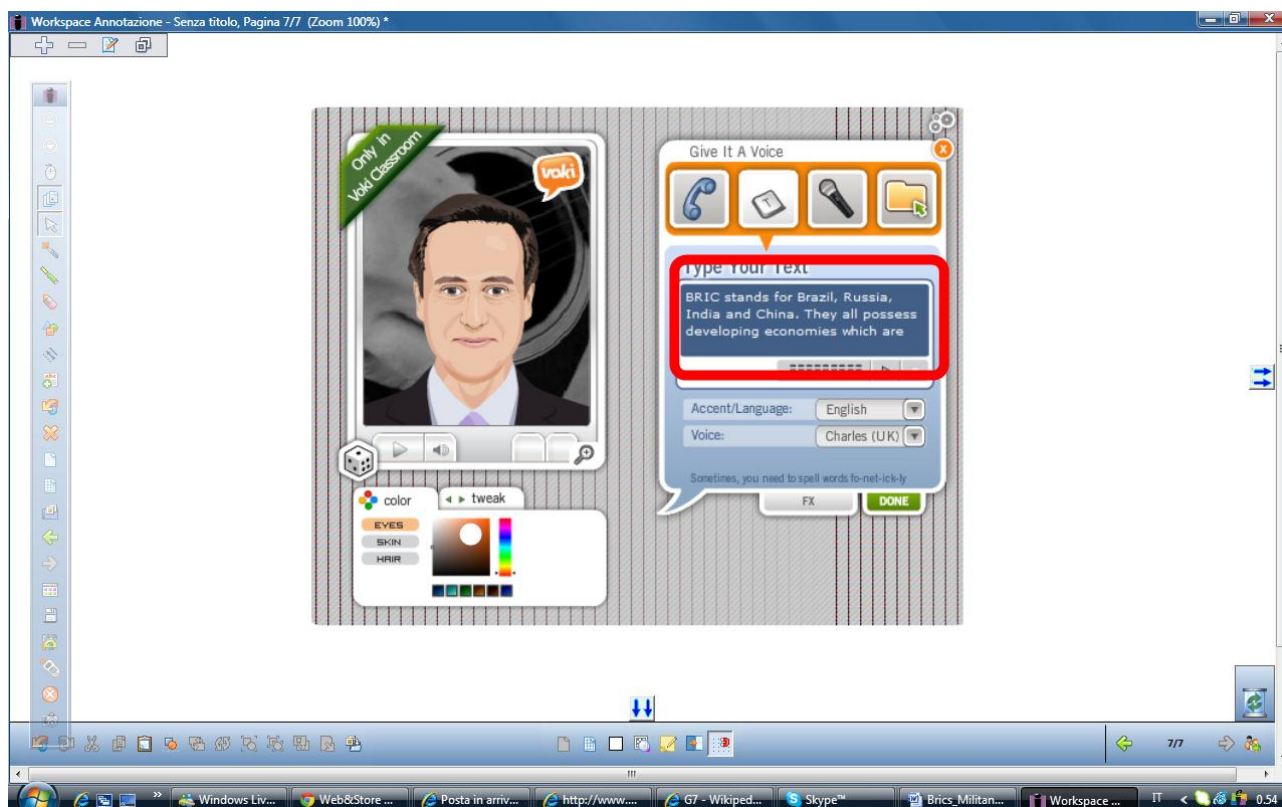 Workspace Annotazione - Senza titolo, Pagina 7/7 (Zoom 100%) *
Only in
Voki Classroom
voki
Give It A Voice
Type Your Text
BRIC stands for Brazil, Russia,
India and China. They all possess
developing economies which are
Accent/Language: English
Voice: Charles (UK)
Sometimes, you need to spell words fo-net-ick-ly
FX DONE
color tweak
EYES
SKIN
HAIR
7/7
Windows Liv... Web&Store ... Posta in arriv... http://www.... G7 - Wikiped... Skype™ Brics_Militan... Workspace ... IT 0.54